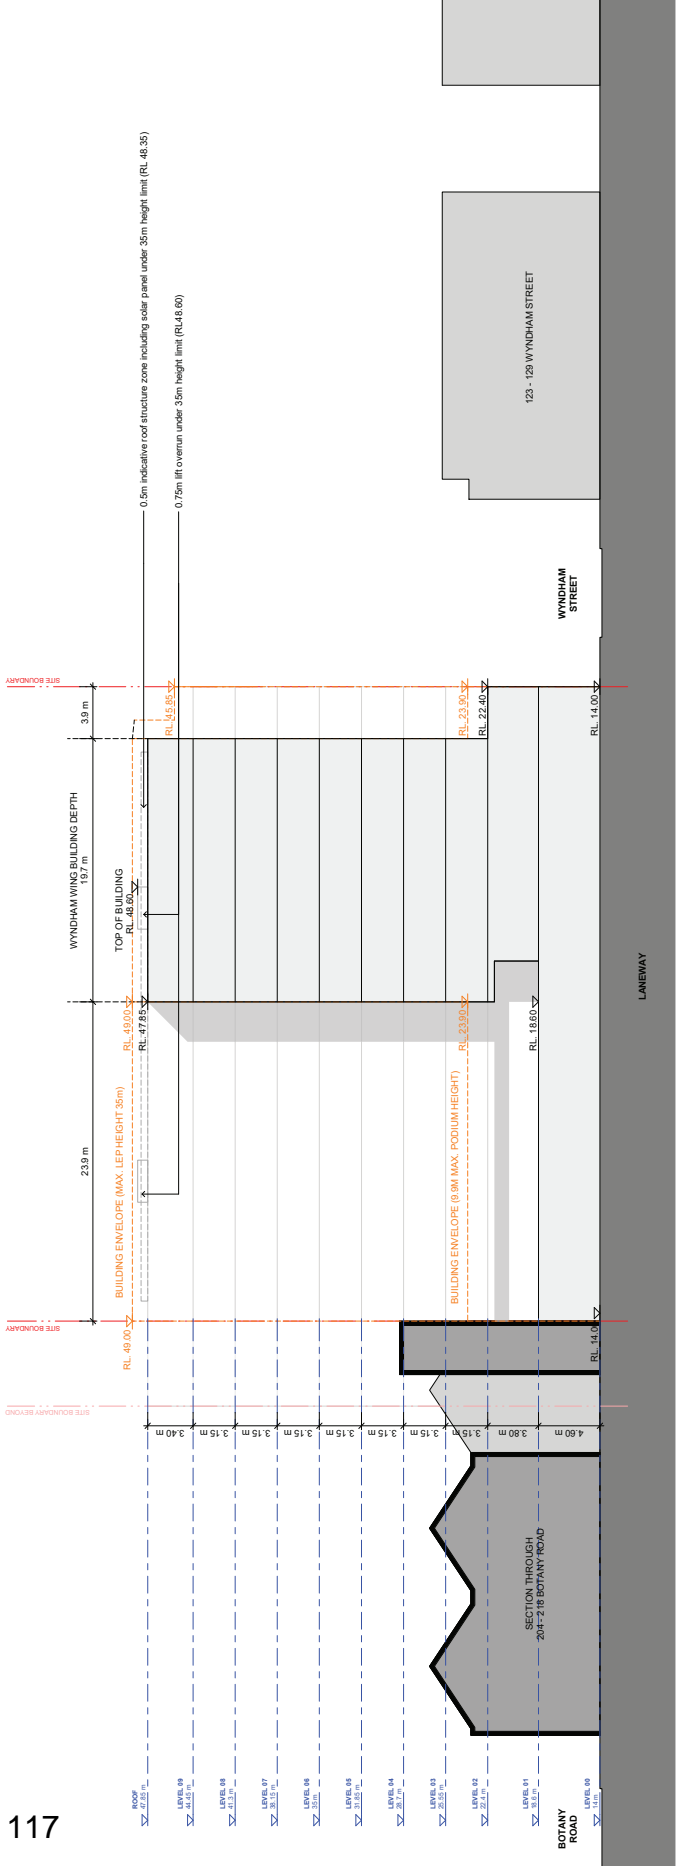 117
SITE BOUNDARY BEYOND
SITE BOUNDARY
SITE BOUNDARY
23.9 m
WYNDHAM WING BUILDING DEPTH
19.7 m
3.9 m
0.5m indicative roof structure zone including solar panel under 35m height limit (RL 48.35)
0.75m lift overrun under 35m height limit (RL48.60)
TOP OF BUILDING
RL. 48.60
RL. 49.00
RL. 49.00
RL. 47.85
RL. 45.85
BUILDING ENVELOPE (MAX. LEP HEIGHT 35m)
BUILDING ENVELOPE (9.9M MAX. PODIUM HEIGHT)
RL. 23.90
RL. 23.90
RL. 22.40
RL. 18.60
RL. 14.00
RL. 14.00
3.40 m
3.15 m
3.15 m
3.15 m
3.15 m
3.15 m
3.15 m
3.15 m
3.80 m
4.60 m
ROOF
47.85 m
LEVEL 09
44.45 m
LEVEL 08
41.3 m
LEVEL 07
38.15 m
LEVEL 06
35 m
LEVEL 05
31.85 m
LEVEL 04
28.7 m
LEVEL 03
25.55 m
LEVEL 02
22.4 m
LEVEL 01
18.6 m
LEVEL 00
14 m
BOTANY
ROAD
SECTION THROUGH
204 - 218 BOTANY ROAD
WYNDHAM
STREET
123 - 129 WYNDHAM STREET
LANEWAY